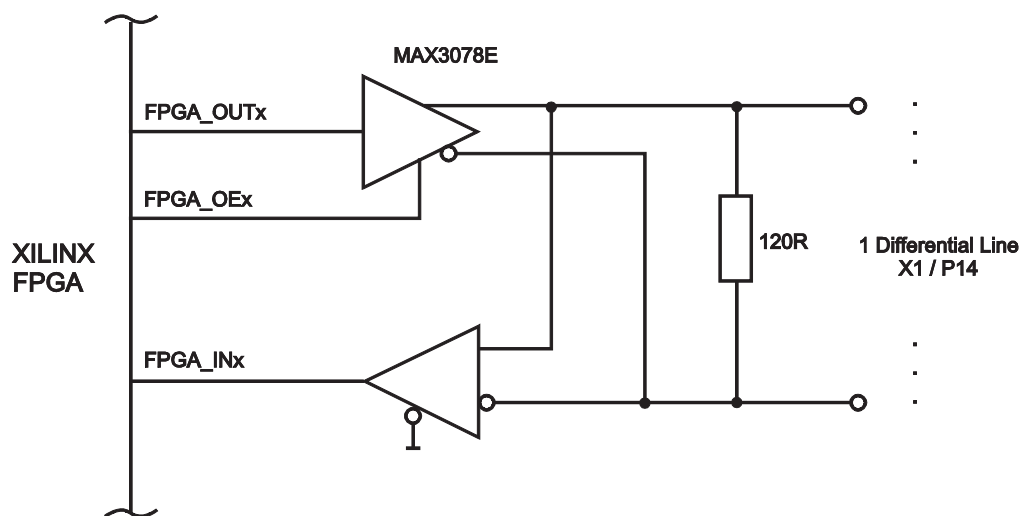 MAX3078E
FPGA_OUTx
FPGA_OEx
XILINX
FPGA
120R
1 Differential Line
X1 / P14
FPGA_INx